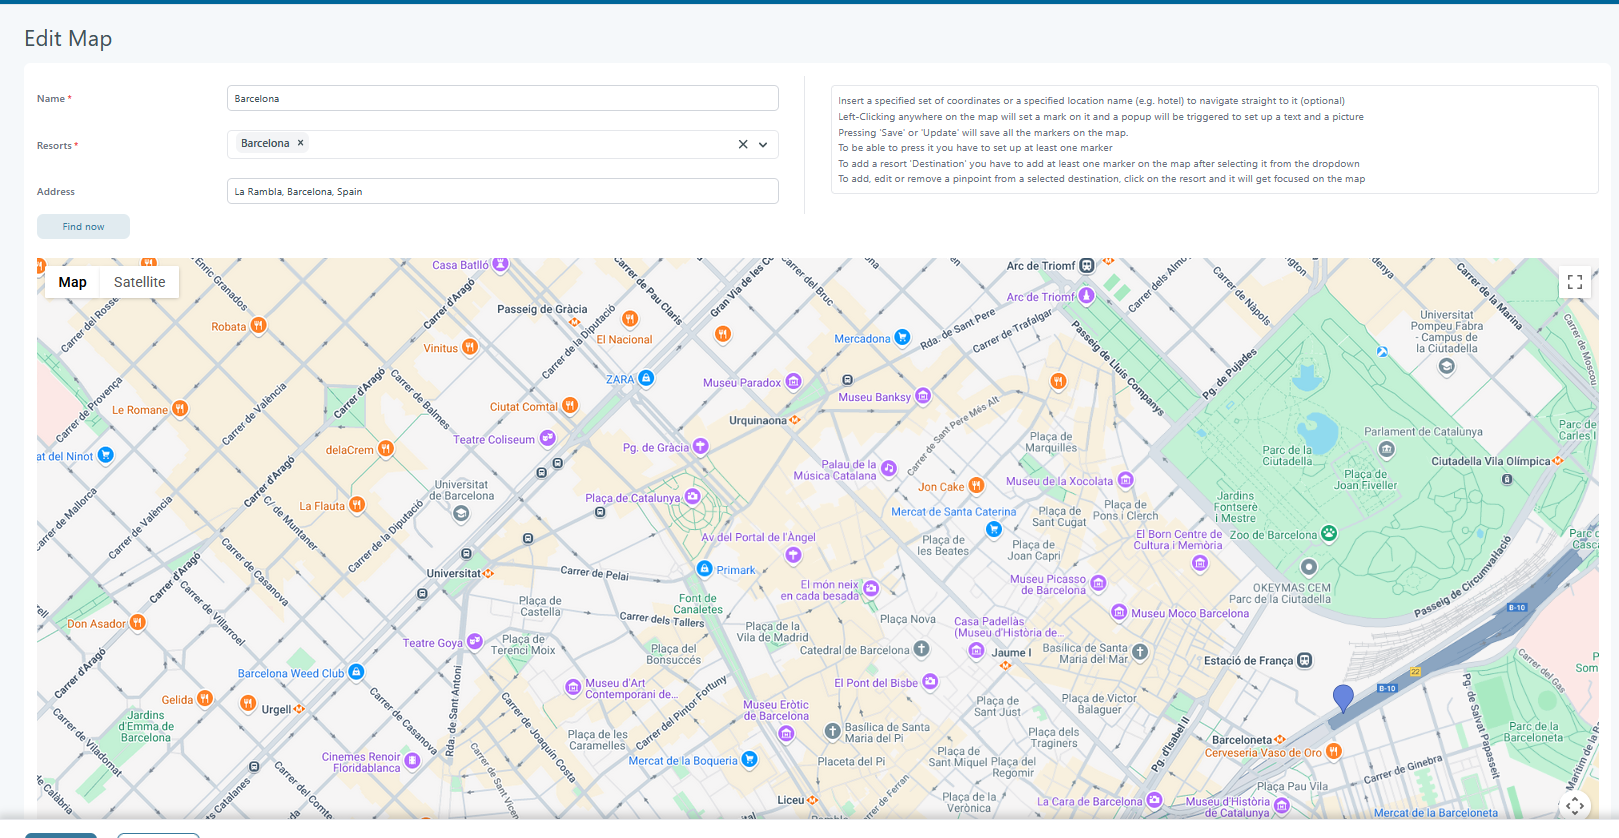 Edit Map
Name *
Barcelona
Resorts *
Barcelona ×
Address
La Rambla, Barcelona, Spain
Find now
Insert a specified set of coordinates or a specified location name (e.g. hotel) to navigate straight to it (optional)
Left-Clicking anywhere on the map will set a mark on it and a popup will be triggered to set up a text and a picture
Pressing 'Save' or 'Update' will save all the markers on the map.
To be able to press it you have to set up at least one marker
To add a resort 'Destination' you have to add at least one marker on the map after selecting it from the dropdown
To add, edit or remove a pinpoint from a selected destination, click on the resort and it will get focused on the map
Map
Satellite
Casa Batlló
Arc de Triomf
Arc de Triomf
Passeig de Gràcia
Robata
El Nacional
Vinitus
Mercadona
Universitat
Pompeu Fabra
- Campus de
la Ciutadella
ZARA
Museu Paradox
Museu Banksy
Le Romane
Ciutat Comtal
Urquinaona
Teatre Coliseum
Pg. de Gràcia
delaCrem
at del Ninot
Plaça de
Marquilles
Parlament de Catalunya
Parc de
Carles I
Parc de la
Ciutadella
Ciutadella Vila Olímpica
Palau de la
Música Catalana
Plaça de
Joan Fiveller
Jon Cake
Museu de la Xocolata
Universitat
de Barcelona
Plaça de Catalunya
La Flauta
Mercat de Santa Caterina
Plaça de
Sant Cugat
Plaça de
Pons i Clerch
Jardins
Fontserè
i Mestre
Zoo de Barcelona
Av del Portal de l'Àngel
Plaça de
les Beates
Plaça de
Joan Capri
El Born Centre de
Cultura i Memòria
Universitat
Carrer de Pelai
Primark
El món neix
en cada besada
Museu Picasso
de Barcelona
OKEYMAS CEM
Parc de la Ciutadella
Plaça de
Castella
Font de
Canaletes
Carrer dels Tallers
Plaça Nova
Museu Moco Barcelona
B-10
Don Asador
Plaça de la
Vila de Madrid
Casa Padellàs
(Museu d'Història de...
Teatre Goya
Plaça de
Terenci Moix
Plaça del
Bonsuccés
Catedral de Barcelona
Jaume I
Basílica de Santa
Maria del Mar
Estació de França
Barcelona Weed Club
Museu d'Art
Contemporani de...
El Pont del Bisbe
22
B-10
Gelida
Urgell
Museu Eròtic
de Barcelona
Plaça de
Sant Just
Plaça de Víctor
Balaguer
Jardins
d'Emma de
Barcelona
Plaça de les
Caramelles
Basílica de Santa
Maria del Pi
Plaça dels
Traginers
Barceloneta
Cerveseria Vaso de Oro
Parc de la
Barceloneta
Cinemes Renoir
Floridablanca
Mercat de la Boqueria
Placeta del Pi
Plaça de
Sant Miquel
Plaça del
Regomir
Plaça Pau Vila
Liceu
Plaça de la
Verònica
La Cara de Barcelona
Museu d'Història
de Catalunya
Mercat de la Barceloneta
Carrer de Ginebra
Enric Granados
Carrer d'Aragó
Carrer de Pau Claris
Gran Via de les Co
Carrer del Bruc
Rda. de Sant Pere
Carrer de Trafalgar
Carrer dels Almo
Carrer de Nàpols
Carrer de la Marina
Carrer de Moscou
Passeig de Lluís Companys
Pg. de Pujades
Carrer de la Diputació
Carrer de Provença
Carrer de València
Carrer d'Aragó
Carrer de Balmes
Carrer de Sant Pere Més Alt
Carrer de Mallorca
Carrer de València
Carrer d'Aragó
C/ de Muntaner
Carrer de la Diputació
Carrer d'Aragó
Carrer de Casanova
Carrer de Villarroel
Passeig de Circumval·lació
Carrer d'Aragó
Rda. de Sant Antoni
Carrer de Casanova
Carrer del Pintor Fortuny
Carrer de Joaquín Costa
Carrer de Viladomat
Pg. d'Isabel II
Pg. de Salvat Papasseit
Carrer del Gas